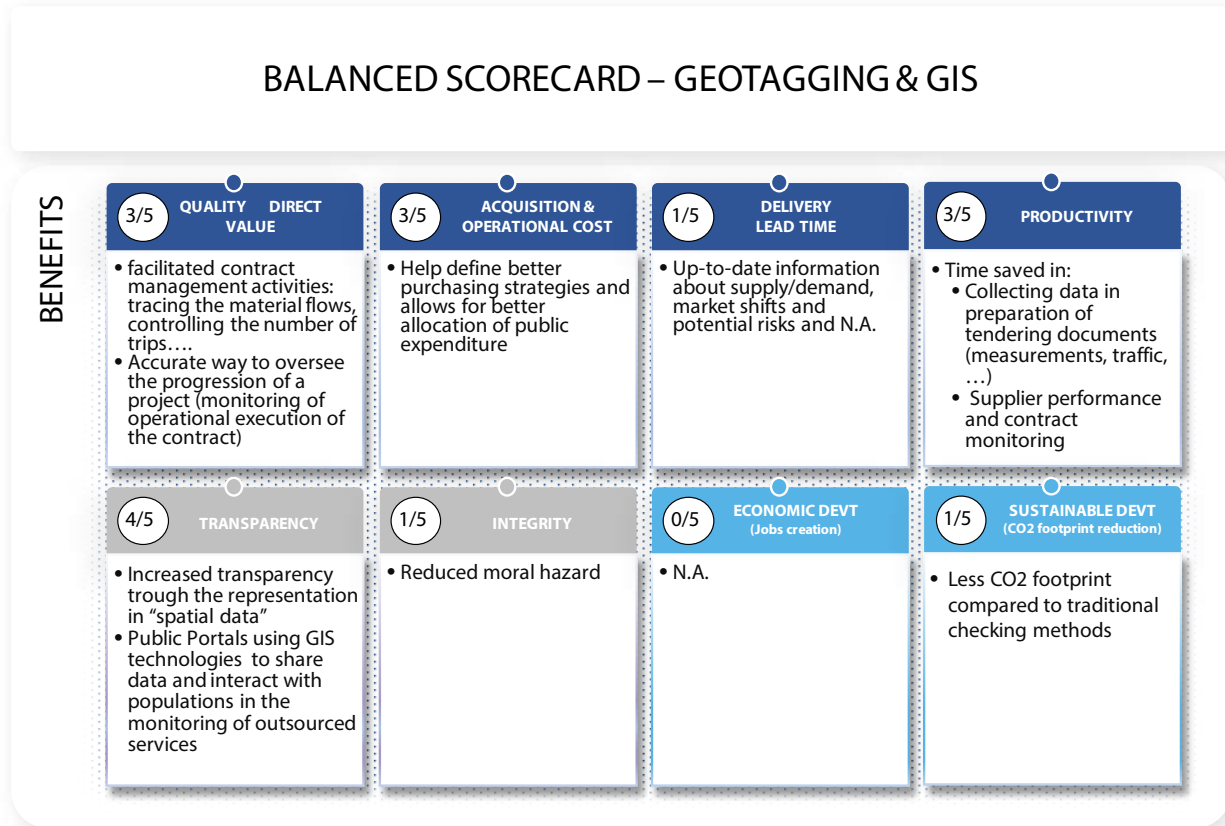 BALANCED SCORECARD – GEOTAGGING & GIS
BENEFITS
3/5
QUALITY DIRECT
VALUE
• facilitated contract
management activities:
tracing the material flows,
controlling the number of
trips….
• Accurate way to oversee
the progression of a
project (monitoring of
operational execution of
the contract)
3/5
ACQUISITION &
OPERATIONAL COST
• Help define better
purchasing strategies and
allows for better
allocation of public
expenditure
1/5
DELIVERY
LEAD TIME
• Up-to-date information
about supply/demand,
market shifts and
potential risks and N.A.
3/5
PRODUCTIVITY
• Time saved in:
• Collecting data in
preparation of
tendering documents
(measurements, traffic,
…)
• Supplier performance
and contract
monitoring
4/5
TRANSPARENCY
• Increased transparency
trough the representation
in “spatial data”
• Public Portals using GIS
technologies to share
data and interact with
populations in the
monitoring of outsourced
services
1/5
INTEGRITY
• Reduced moral hazard
0/5
ECONOMIC DEVT
(Jobs creation)
• N.A.
1/5
SUSTAINABLE DEVT
(CO2 footprint reduction)
• Less CO2 footprint
compared to traditional
checking methods